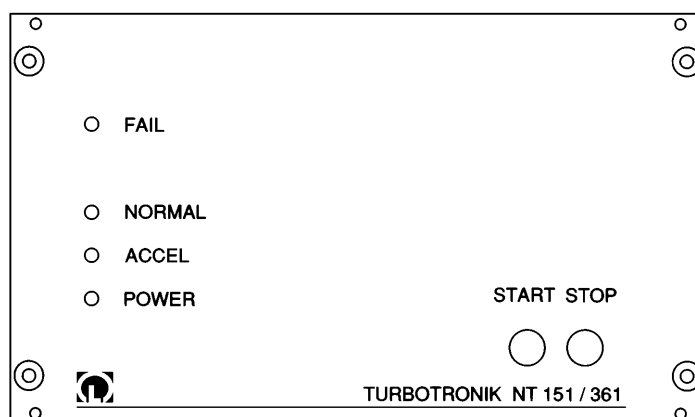 FAIL
NORMAL
ACCEL
POWER
START STOP
L
TURBOTRONIK NT 151 / 361